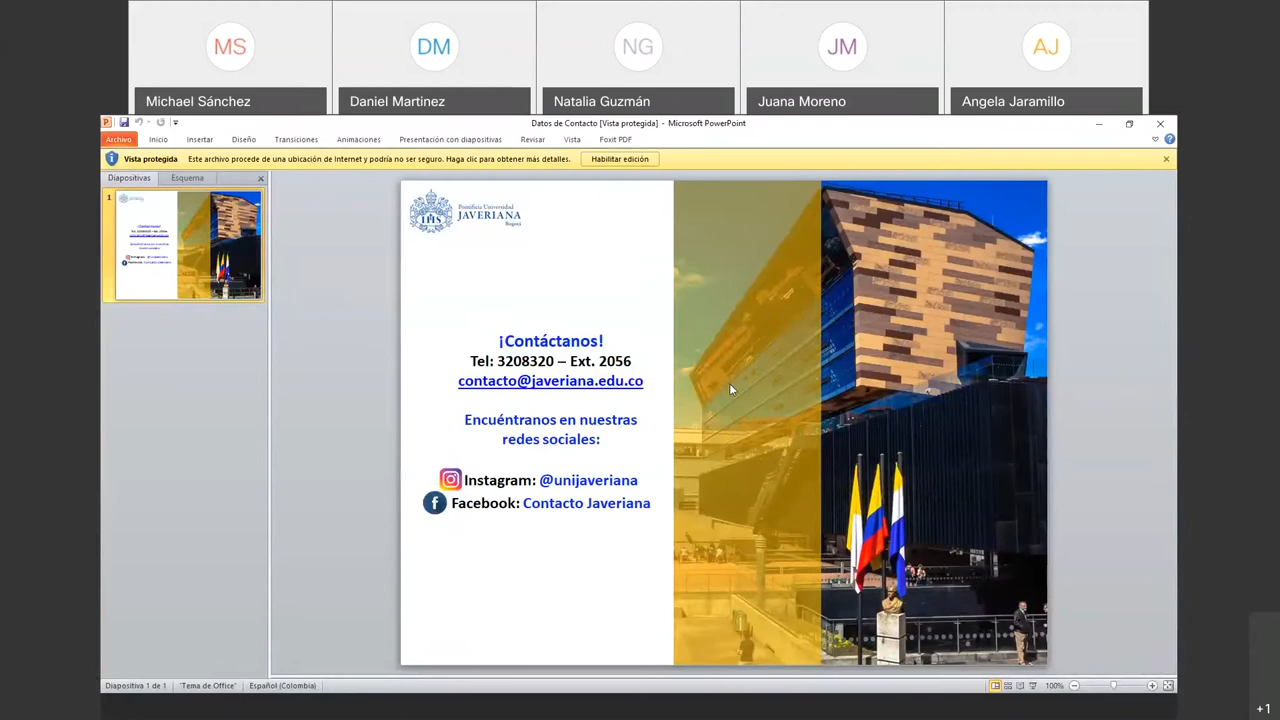 MS
DM
NG
JM
AJ
Michael Sánchez
Daniel Martinez
Natalia Guzmán
Juana Moreno
Angela Jaramillo
Datos de Contacto [Vista protegida] - Microsoft PowerPoint
Archivo Inicio Insertar Diseño Transiciones Animaciones Presentación con diapositivas Revisar Vista Foxit PDF
Vista protegida Este archivo procede de una ubicación de Internet y podría no ser seguro. Haga clic para obtener más detalles. Habilitar edición
Diapositivas Esquema
1
Pontificia Universidad
JAVERIANA
Bogotá
IHS
¡Contáctanos!
Tel: 3208320 – Ext. 2056
contacto@javeriana.edu.co
Encuéntranos en nuestras
redes sociales:
Instagram: @unijaveriana
Facebook: Contacto Javeriana
Diapositiva 1 de 1 "Tema de Office" Español (Colombia) 100%
+1